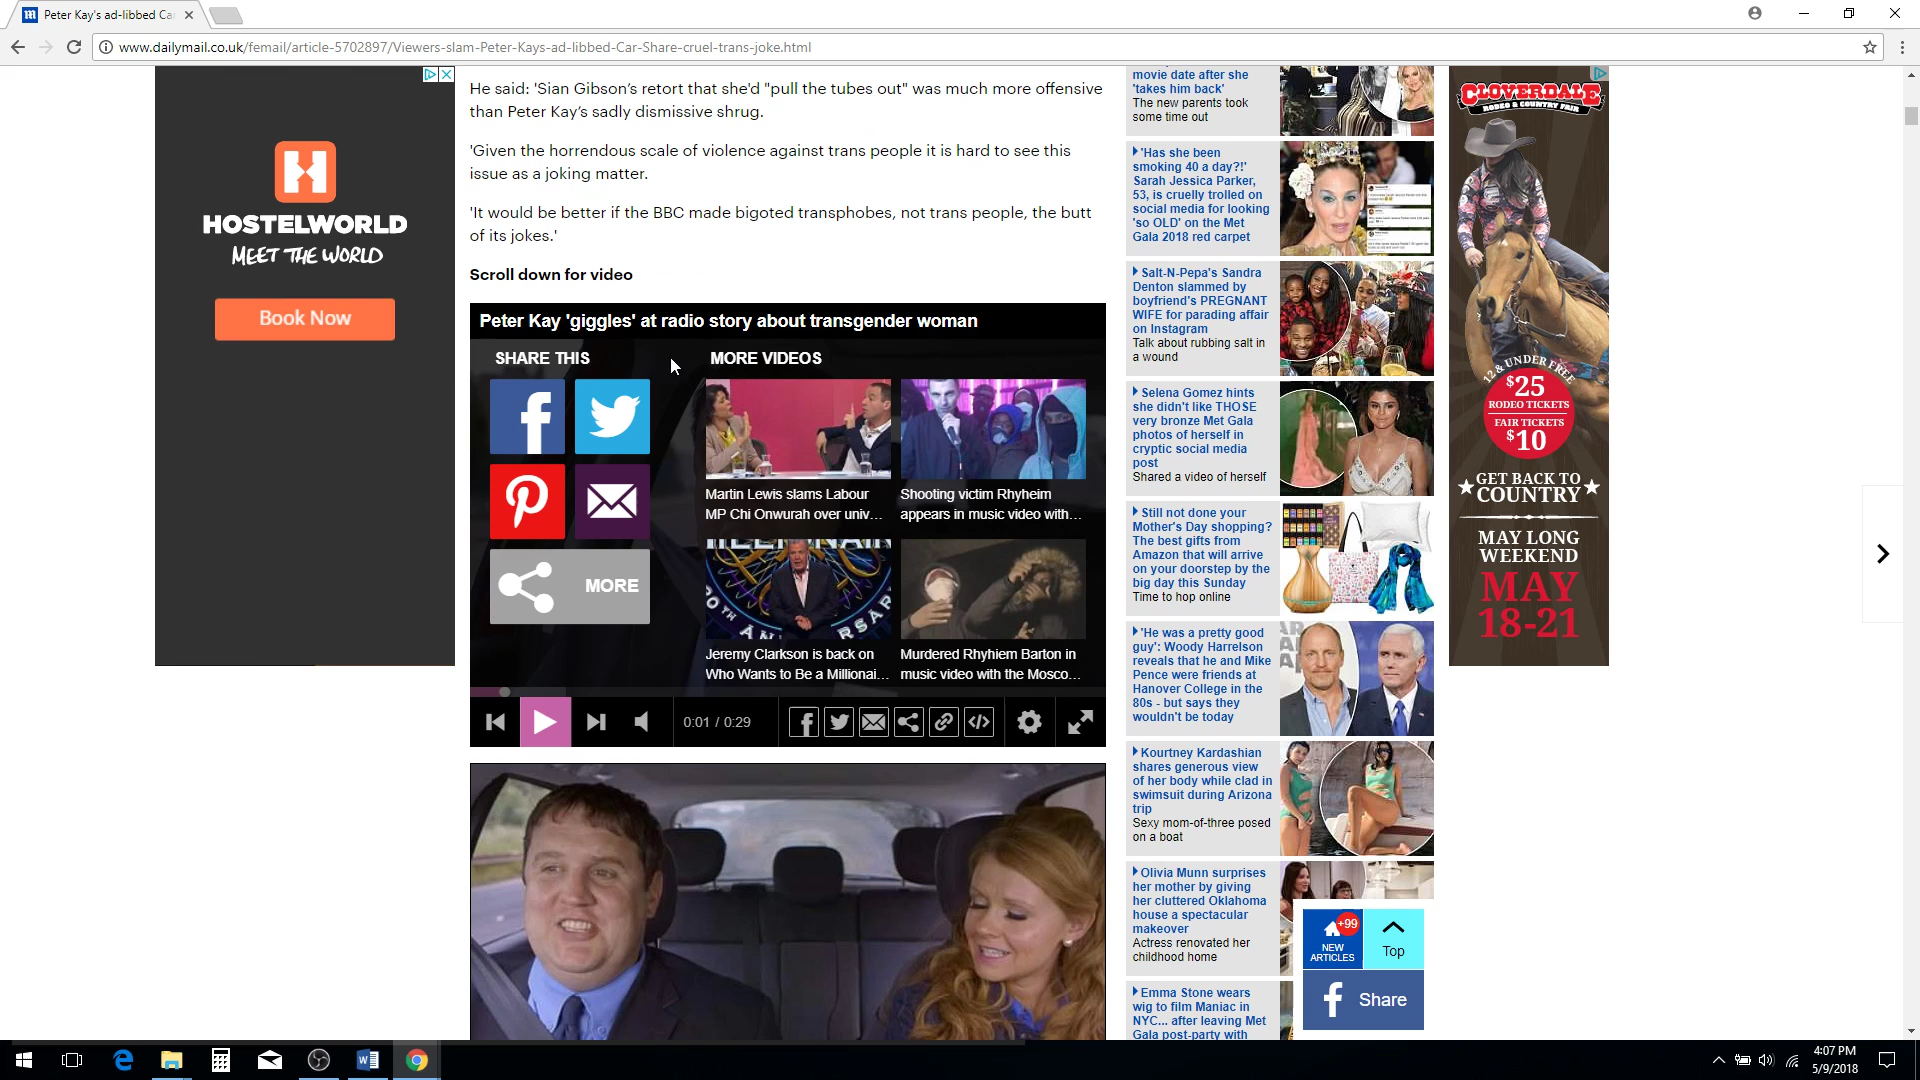 Peter Kay's ad-libbed Ca
www.dailymail.co.uk/femail/article-5702897/Viewers-slam-Peter-Kays-ad-libbed-Car-Share-cruel-trans-joke.html
HOSTELWORLD
MEET THE WORLD
Book Now
He said: 'Sian Gibson's retort that she'd "pull the tubes out" was much more offensive
than Peter Kay's sadly dismissive shrug.
'Given the horrendous scale of violence against trans people it is hard to see this
issue as a joking matter.
'It would be better if the BBC made bigoted transphobes, not trans people, the butt
of its jokes.'
Scroll down for video
Peter Kay 'giggles' at radio story about transgender woman
SHARE THIS
MORE
MORE VIDEOS
Martin Lewis slams Labour
MP Chi Onwurah over univ...
Shooting victim Rhyheim
appears in music video with...
Jeremy Clarkson is back on
Who Wants to Be a Millionai...
Murdered Rhyhiem Barton in
music video with the Mosco...
0:01 / 0:29
movie date after she
'takes him back'
The new parents took
some time out
'Has she been
smoking 40 a day?!'
Sarah Jessica Parker,
53, is cruelly trolled on
social media for looking
'so OLD' on the Met
Gala 2018 red carpet
Salt-N-Pepa's Sandra
Denton slammed by
boyfriend's PREGNANT
WIFE for parading affair
on Instagram
Talk about rubbing salt in
a wound
Selena Gomez hints
she didn't like THOSE
very bronze Met Gala
photos of herself in
cryptic social media
post
Shared a video of herself
Still not done your
Mother's Day shopping?
The best gifts from
Amazon that will arrive
on your doorstep by the
big day this Sunday
Time to hop online
'He was a pretty good
guy': Woody Harrelson
reveals that he and Mike
Pence were friends at
Hanover College in the
80s - but says they
wouldn't be today
Kourtney Kardashian
shares generous view
of her body while clad in
swimsuit during Arizona
trip
Sexy mom-of-three posed
on a boat
Olivia Munn surprises
her mother by giving
her cluttered Oklahoma
house a spectacular
makeover
Actress renovated her
childhood home
Emma Stone wears
wig to film Maniac in
NYC... after leaving Met
Gala post-party with
CLOVERDALE
RODEO & COUNTRY FAIR
12 & UNDER FREE
$25
RODEO TICKETS
FAIR TICKETS
$10
GET BACK TO
COUNTRY
MAY LONG
WEEKEND
MAY
18-21
+99
NEW
ARTICLES
Top
Share
4:07 PM
5/9/2018